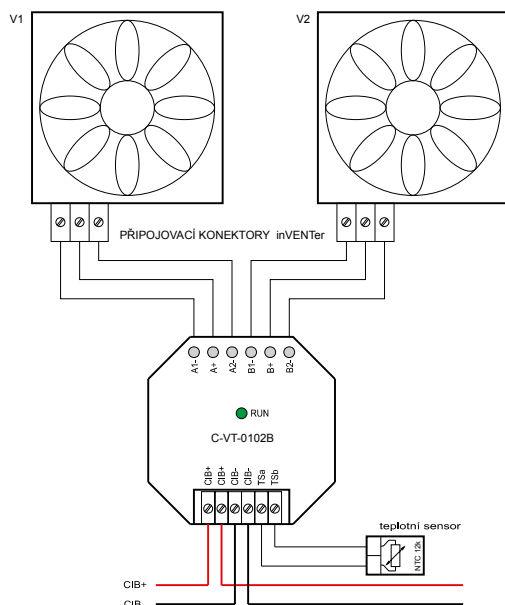 V1
V2
PŘIPOJOVACÍ KONEKTORY inVENTer
A1-
A+
A2-
B1-
B+
B2-
RUN
C-VT-0102B
CIB+
CIB+
CIB-
CIB-
TSa
TSb
teplotní sensor
NTC 12k
CIB+
CIB